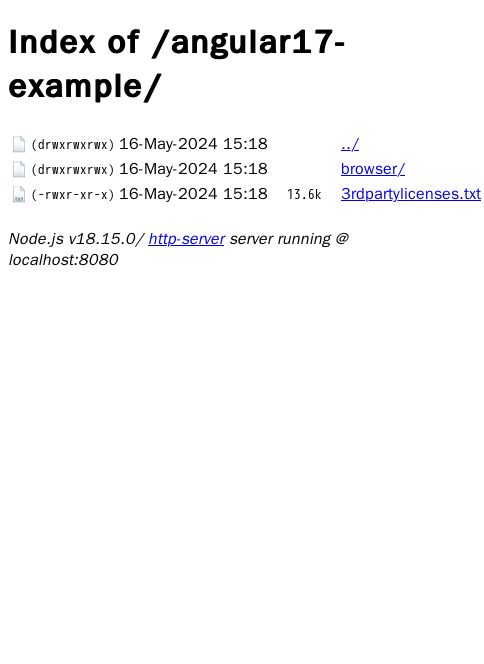 Index of /angular17-
example/
(drwxrwxrwx) 16-May-2024 15:18 ../
(drwxrwxrwx) 16-May-2024 15:18 browser/
(-rwxr-xr-x) 16-May-2024 15:18 13.6k 3rdpartylicenses.txt
Node.js v18.15.0/ http-server server running @
localhost:8080